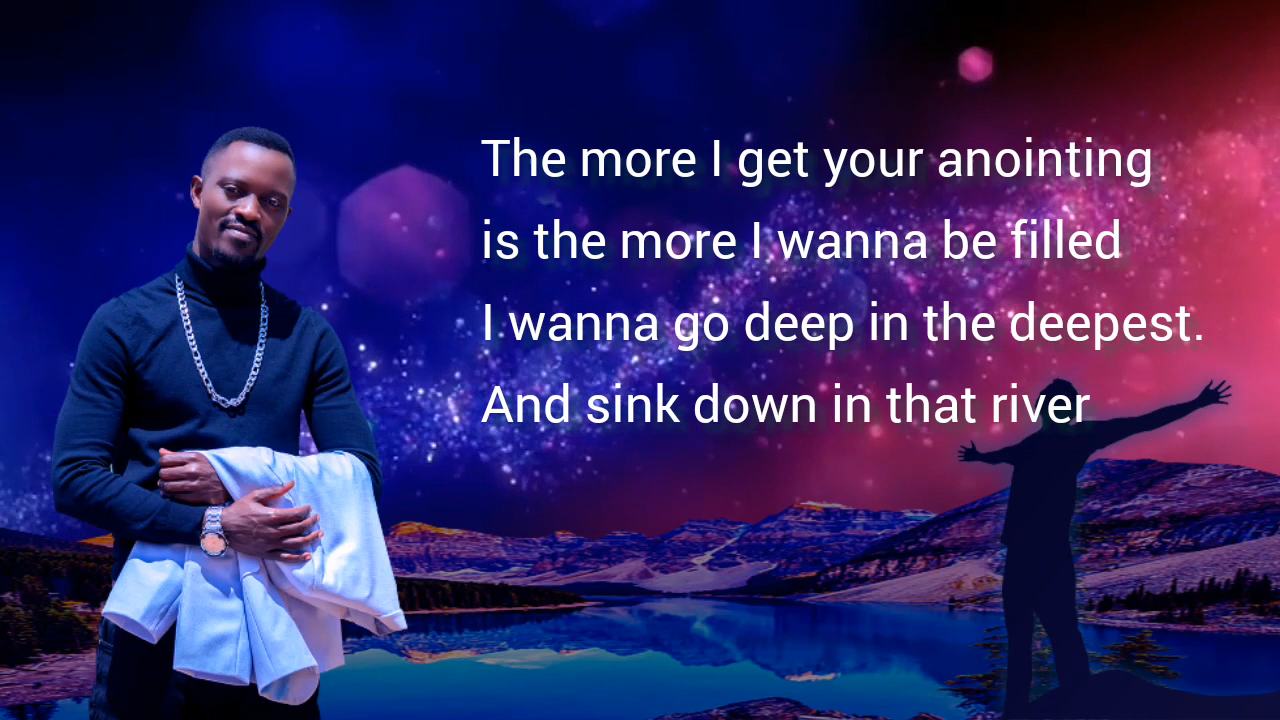 The more I get your anointing
is the more I wanna be filled
I wanna go deep in the deepest.
And sink down in that river